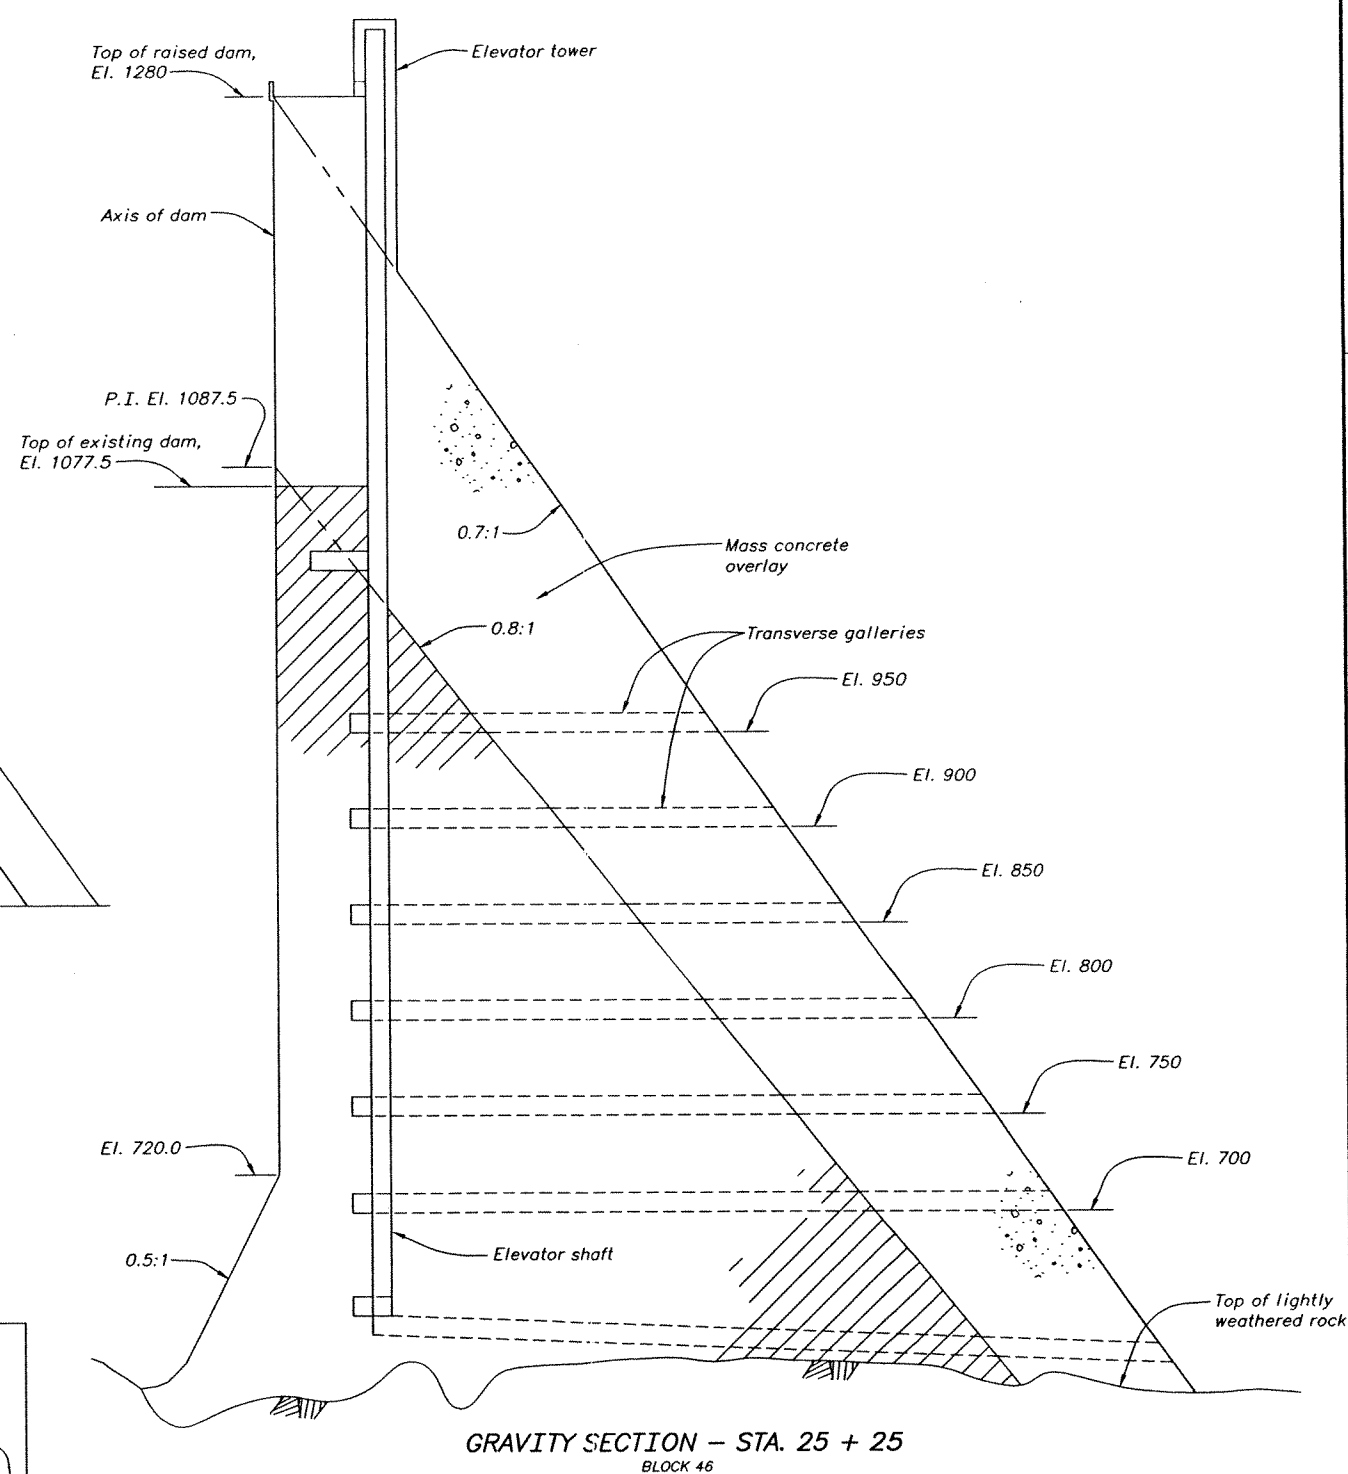 Top of raised dam,
El. 1280
Elevator tower
Axis of dam
P.I. El. 1087.5
Top of existing dam,
El. 1077.5
0.7:1
Mass concrete
overlay
0.8:1
Transverse galleries
El. 950
El. 900
El. 850
El. 800
El. 750
El. 720.0
El. 700
0.5:1
Elevator shaft
Top of lightly
weathered rock
GRAVITY SECTION - STA. 25 + 25
BLOCK 46